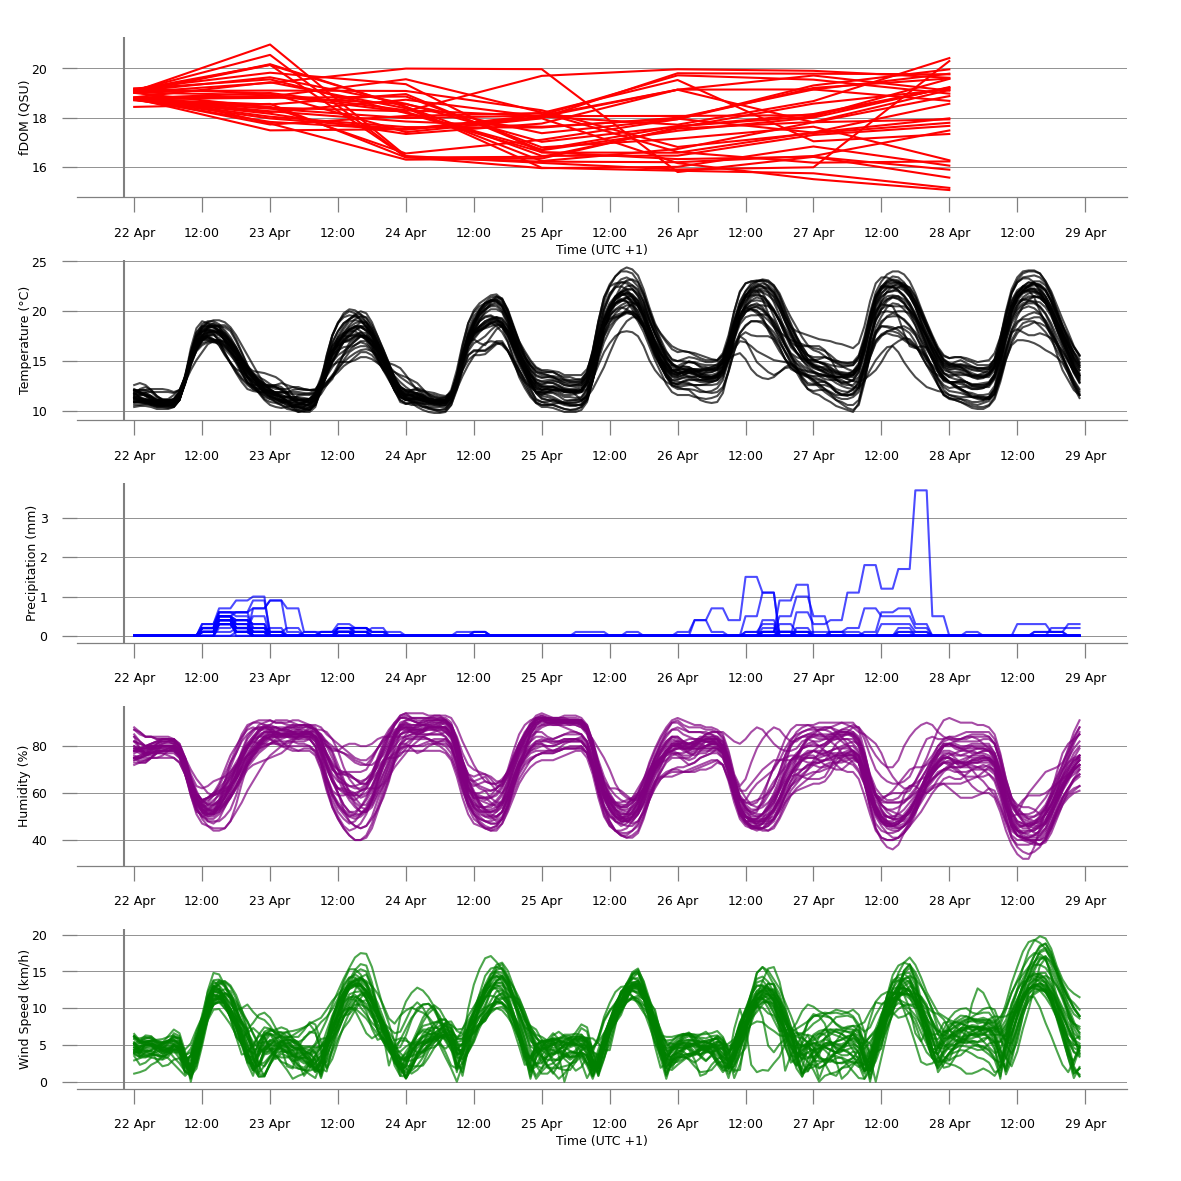 fDOM (QSU)
20
18
16
22 Apr 12:00 23 Apr 12:00 24 Apr 12:00 25 Apr 12:00 26 Apr 12:00 27 Apr 12:00 28 Apr 12:00 29 Apr
Time (UTC +1)
Temperature (°C)
25
20
15
10
22 Apr 12:00 23 Apr 12:00 24 Apr 12:00 25 Apr 12:00 26 Apr 12:00 27 Apr 12:00 28 Apr 12:00 29 Apr
Precipitation (mm)
3
2
1
0
22 Apr 12:00 23 Apr 12:00 24 Apr 12:00 25 Apr 12:00 26 Apr 12:00 27 Apr 12:00 28 Apr 12:00 29 Apr
Humidity (%)
80
60
40
22 Apr 12:00 23 Apr 12:00 24 Apr 12:00 25 Apr 12:00 26 Apr 12:00 27 Apr 12:00 28 Apr 12:00 29 Apr
Wind Speed (km/h)
20
15
10
5
0
22 Apr 12:00 23 Apr 12:00 24 Apr 12:00 25 Apr 12:00 26 Apr 12:00 27 Apr 12:00 28 Apr 12:00 29 Apr
Time (UTC +1)